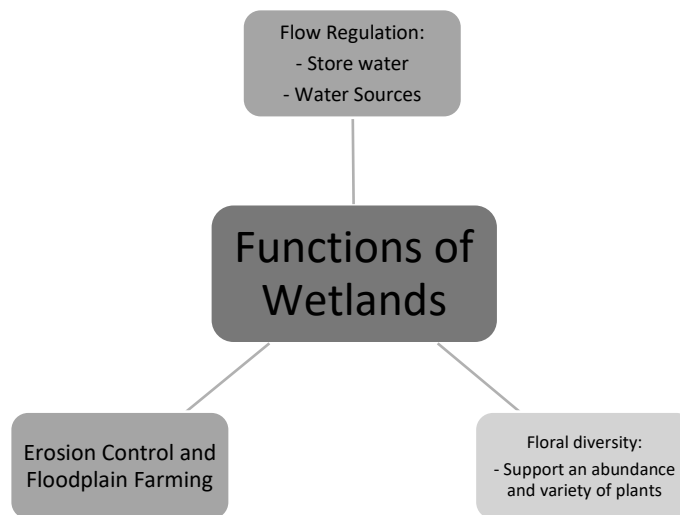 Flow Regulation:
- Store water
- Water Sources
Functions of
Wetlands
Erosion Control and
Floodplain Farming
Floral diversity:
- Support an abundance
and variety of plants